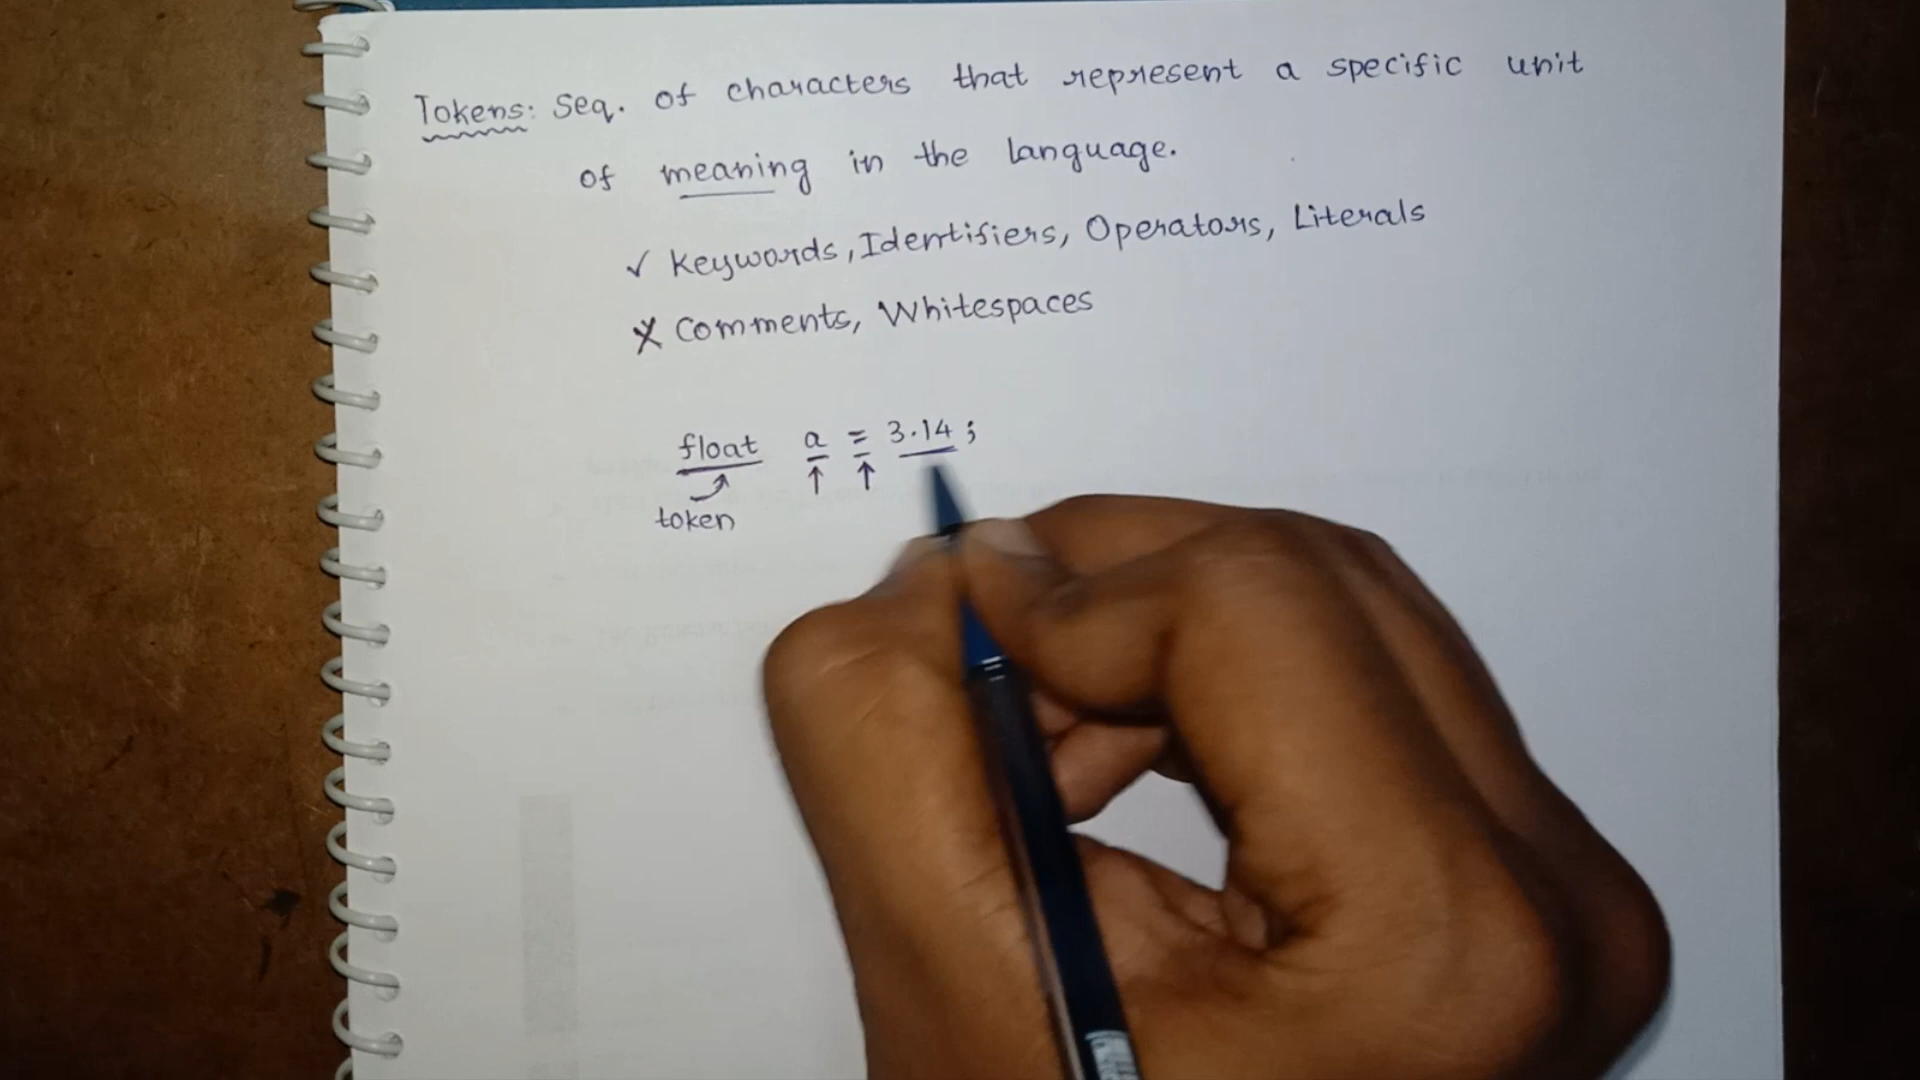 Tokens: Seq. of characters that represent a specific unit
of meaning in the language.
✓ Keywords, Identifiers, Operators, Literals
✗ Comments, Whitespaces
float a = 3.14;
token